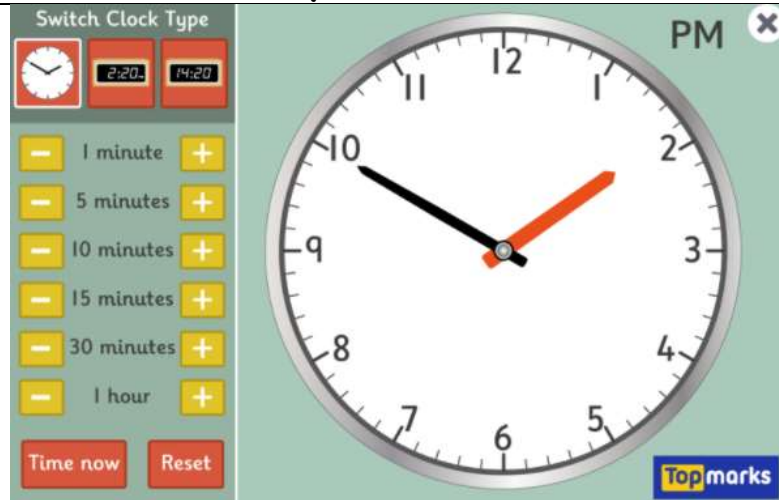 Switch Clock Type
2:20
14:20
1 minute
5 minutes
10 minutes
15 minutes
30 minutes
1 hour
Time now Reset
PM
12
11 1
10 2
9 3
8 4
7 5
6
Topmarks